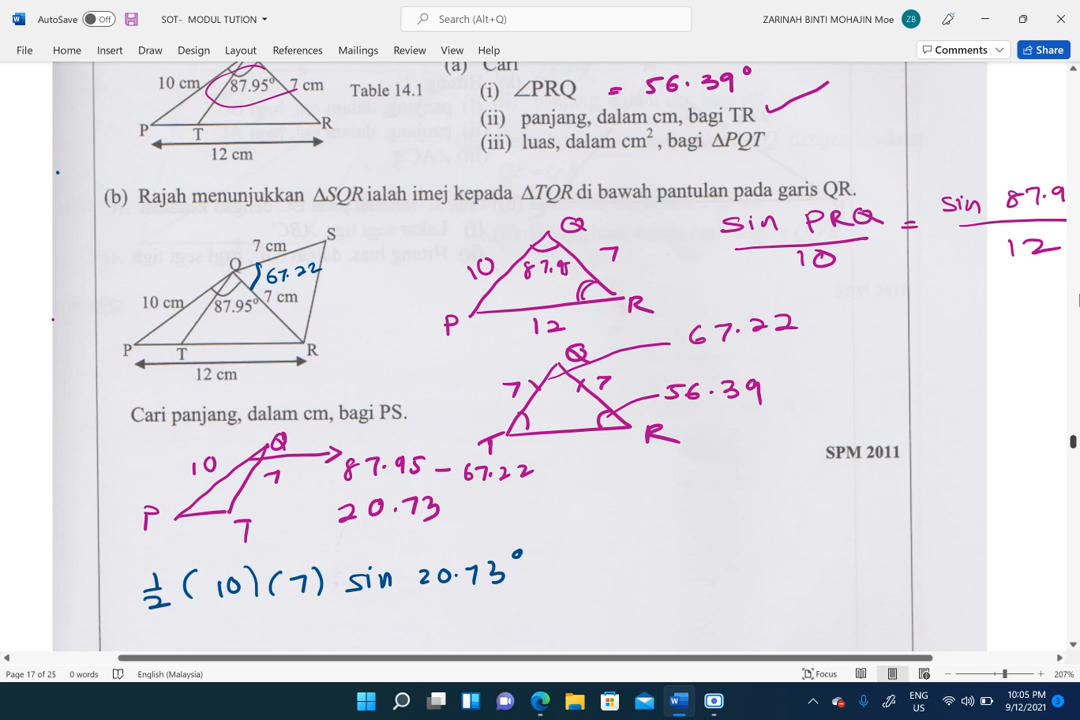 AutoSave Off SOT- MODUL TUTION Search (Alt+Q) ZARINAH BINTI MOHAJIN Moe ZB
File Home Insert Draw Design Layout References Mailings Review View Help Comments Share
10 cm 87.95° 7 cm
P T R
12 cm
Table 14.1
(a) Cari
(i) ∠PRQ = 56.39°
(ii) panjang, dalam cm, bagi TR
(iii) luas, dalam cm², bagi ΔPQT
(b) Rajah menunjukkan ΔSQR ialah imej kepada ΔTQR di bawah pantulan pada garis QR.
sin PRQ / 10 = sin 87.9 / 12
S
7 cm
Q 67.22
10 cm 87.95° 7 cm
P T R
12 cm
Q
10 87.9 7
P 12 R
67.22
Q
7 7 56.39
T R
Cari panjang, dalam cm, bagi PS.
SPM 2011
Q
10 7 87.95 - 67.22
P T 20.73
1/2 (10)(7) sin 20.73°
Page 17 of 25 0 words English (Malaysia) Focus 207%
ENG US 10:05 PM 9/12/2021 3